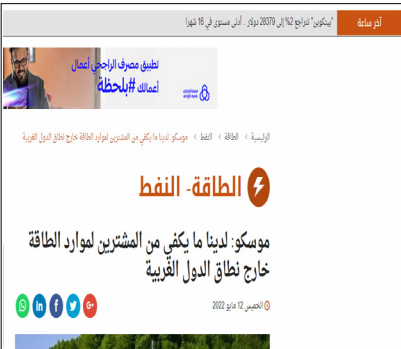 آخر ساعة
"بيتكوين" تتراجع 2% إلى 28379 دولار .. أدنى مستوى في 16 شهرا
تطبيق مصرف الراجحي أعمال
أعمالك #بلحظة
الرئيسية > الطاقة > النفط > موسكو: لدينا ما يكفي من المشترين لموارد الطاقة خارج نطاق الدول الغربية
الطاقة- النفط
موسكو: لدينا ما يكفي من المشترين لموارد الطاقة
خارج نطاق الدول الغربية
الخميس 12 مايو 2022